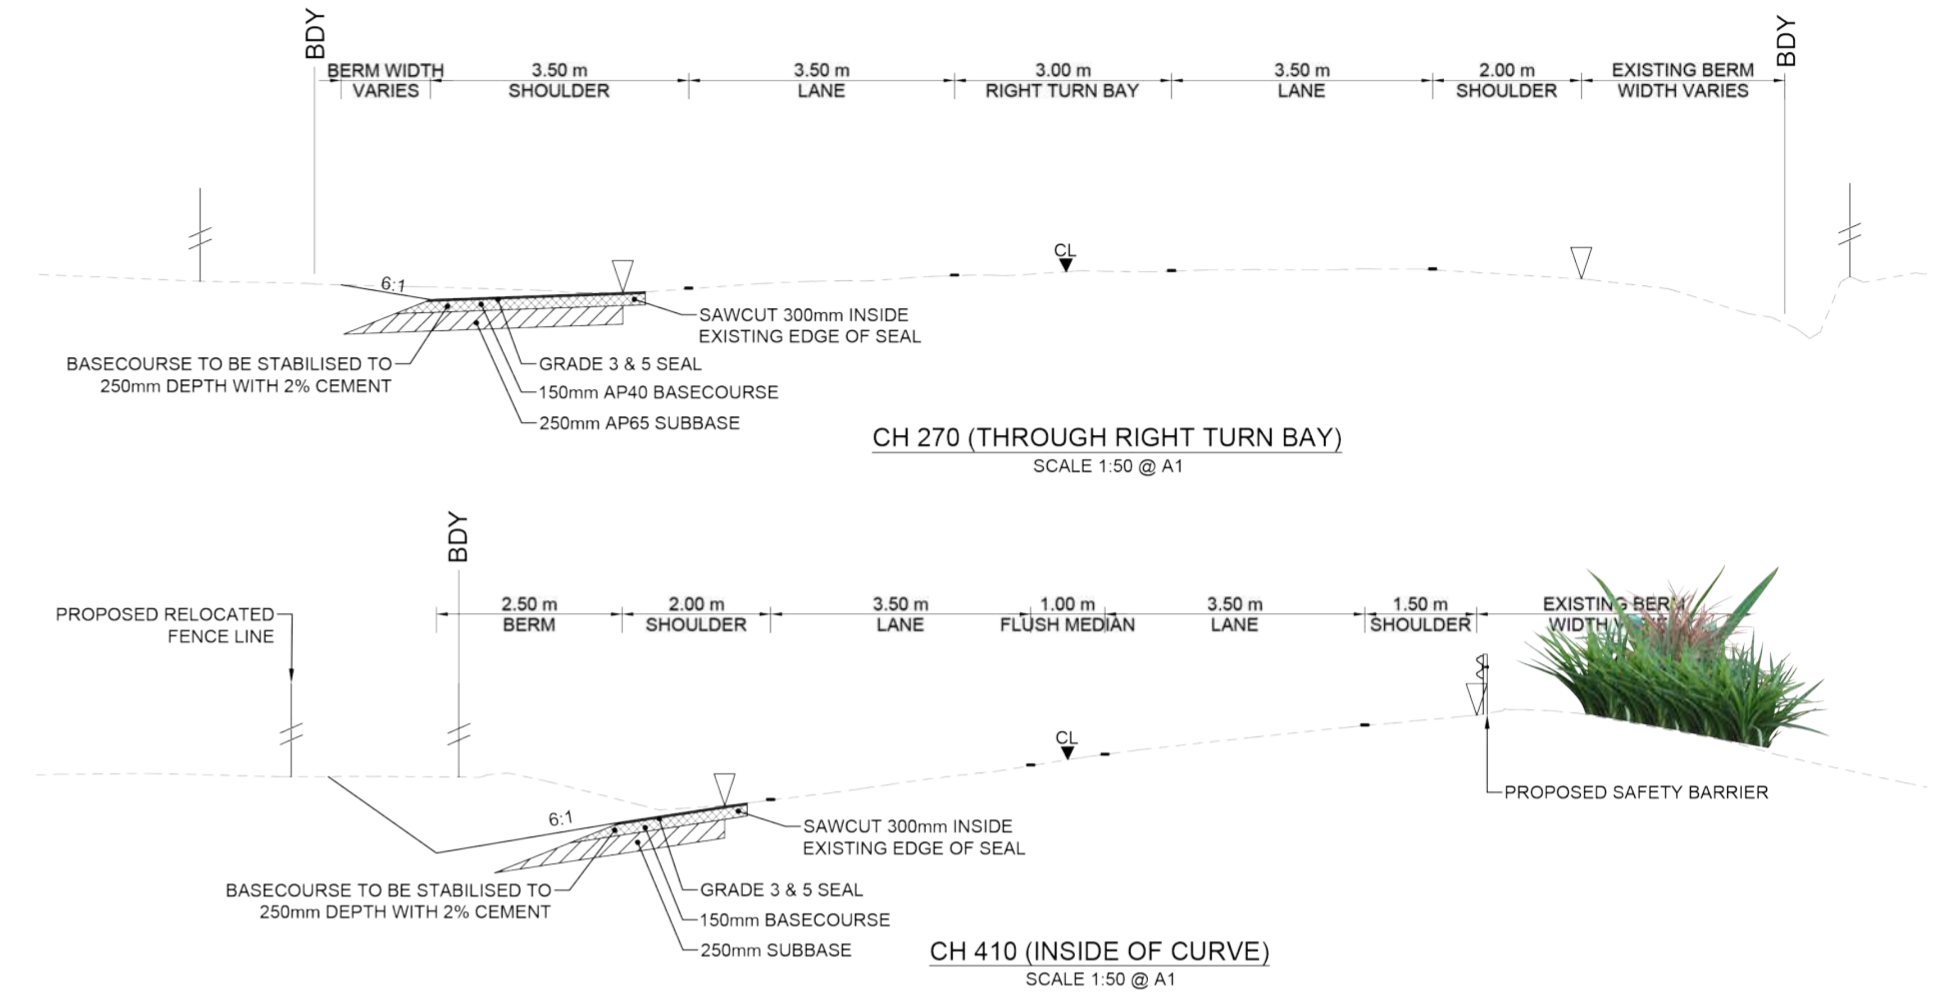 BDY
BDY
BERM WIDTH
VARIES
3.50 m
SHOULDER
3.50 m
LANE
3.00 m
RIGHT TURN BAY
3.50 m
LANE
2.00 m
SHOULDER
EXISTING BERM
WIDTH VARIES
CL
6:1
SAWCUT 300mm INSIDE
EXISTING EDGE OF SEAL
BASECOURSE TO BE STABILISED TO
250mm DEPTH WITH 2% CEMENT
GRADE 3 & 5 SEAL
150mm AP40 BASECOURSE
250mm AP65 SUBBASE
CH 270 (THROUGH RIGHT TURN BAY)
SCALE 1:50 @ A1
BDY
PROPOSED RELOCATED
FENCE LINE
2.50 m
BERM
2.00 m
SHOULDER
3.50 m
LANE
1.00 m
FLUSH MEDIAN
3.50 m
LANE
1.50 m
SHOULDER
EXISTING BERM
WIDTH
CL
PROPOSED SAFETY BARRIER
6:1
SAWCUT 300mm INSIDE
EXISTING EDGE OF SEAL
BASECOURSE TO BE STABILISED TO
250mm DEPTH WITH 2% CEMENT
GRADE 3 & 5 SEAL
150mm BASECOURSE
250mm SUBBASE
CH 410 (INSIDE OF CURVE)
SCALE 1:50 @ A1